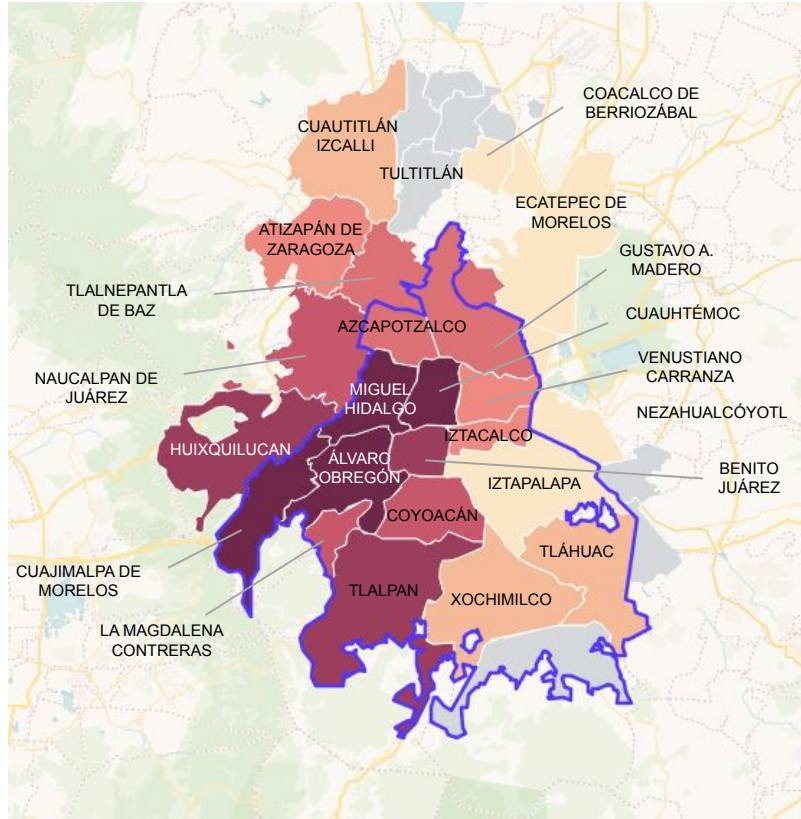 COACALCO DE
BERRIOZÁBAL
CUAUTITLÁN
IZCALLI
TULTITLÁN
ECATEPEC DE
MORELOS
ATIZAPÁN DE
ZARAGOZA
GUSTAVO A.
MADERO
TLALNEPANTLA
DE BAZ
CUAUHTÉMOC
AZCAPOTZALCO
VENUSTIANO
CARRANZA
NAUCALPAN DE
JUÁREZ
MIGUEL
HIDALGO
NEZAHUALCÓYOTL
HUIXQUILUCAN
IZTACALCO
ÁLVARO
OBREGÓN
BENITO
JUÁREZ
IZTAPALAPA
COYOACÁN
TLÁHUAC
CUAJIMALPA DE
MORELOS
TLALPAN
XOCHIMILCO
LA MAGDALENA
CONTRERAS